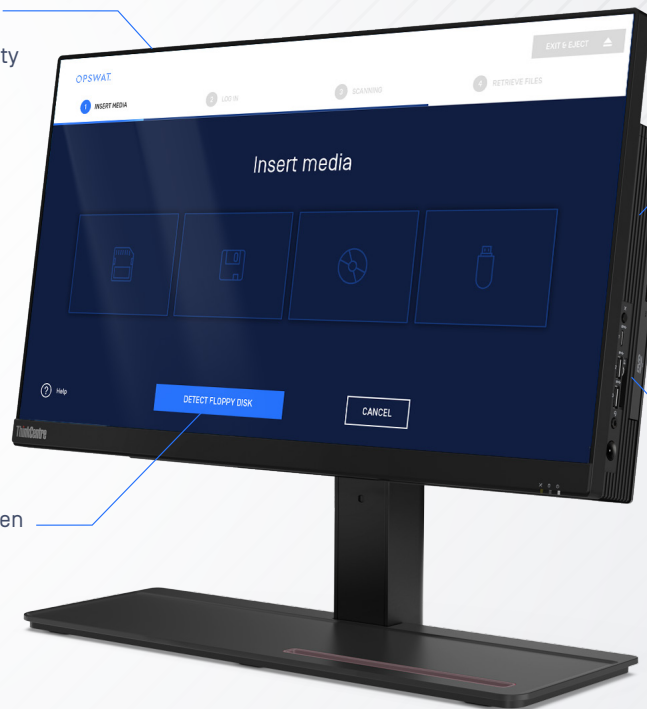 ty
OPSWAT.
EXIT & EJECT
1 INSERT MEDIA
2 LOG IN
3 SCANNING
4 RETRIEVE FILES
Insert media
? Help
DETECT FLOPPY DISK
CANCEL
ThinkCentre
en